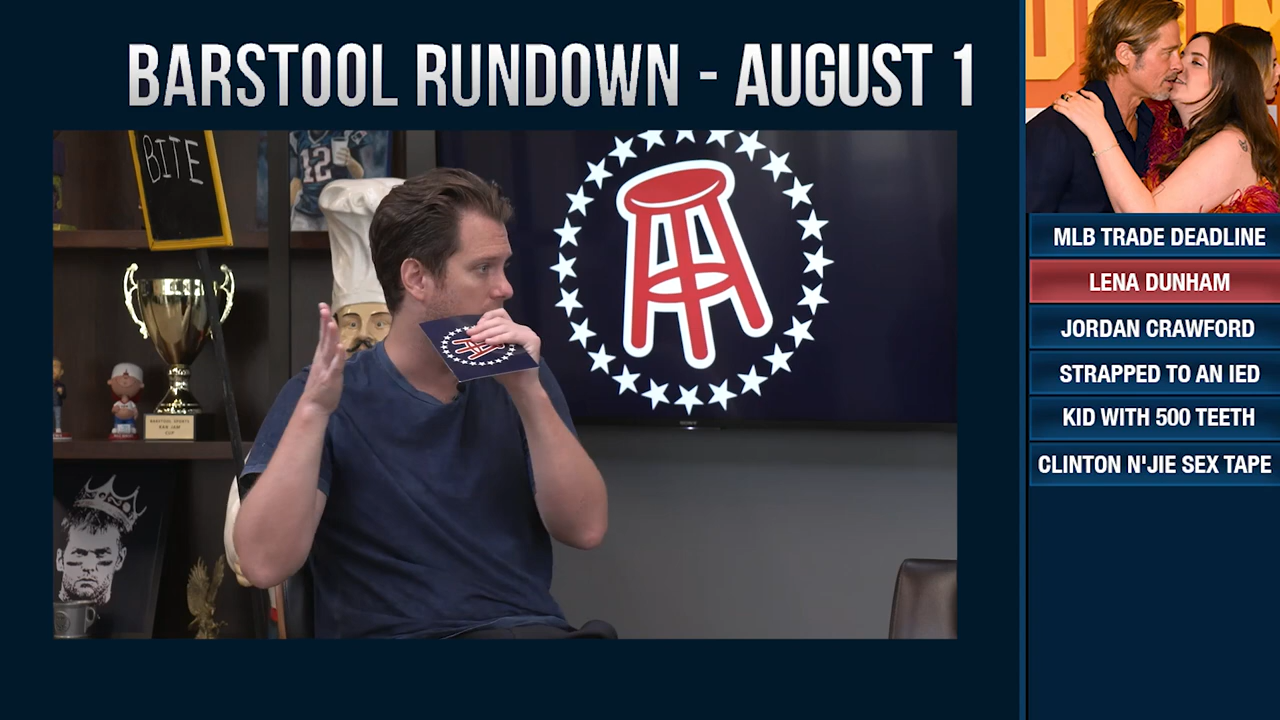 BARSTOOL RUNDOWN - AUGUST 1
BITE
12
MLB TRADE DEADLINE
LENA DUNHAM
JORDAN CRAWFORD
STRAPPED TO AN IED
KID WITH 500 TEETH
CLINTON N'JIE SEX TAPE